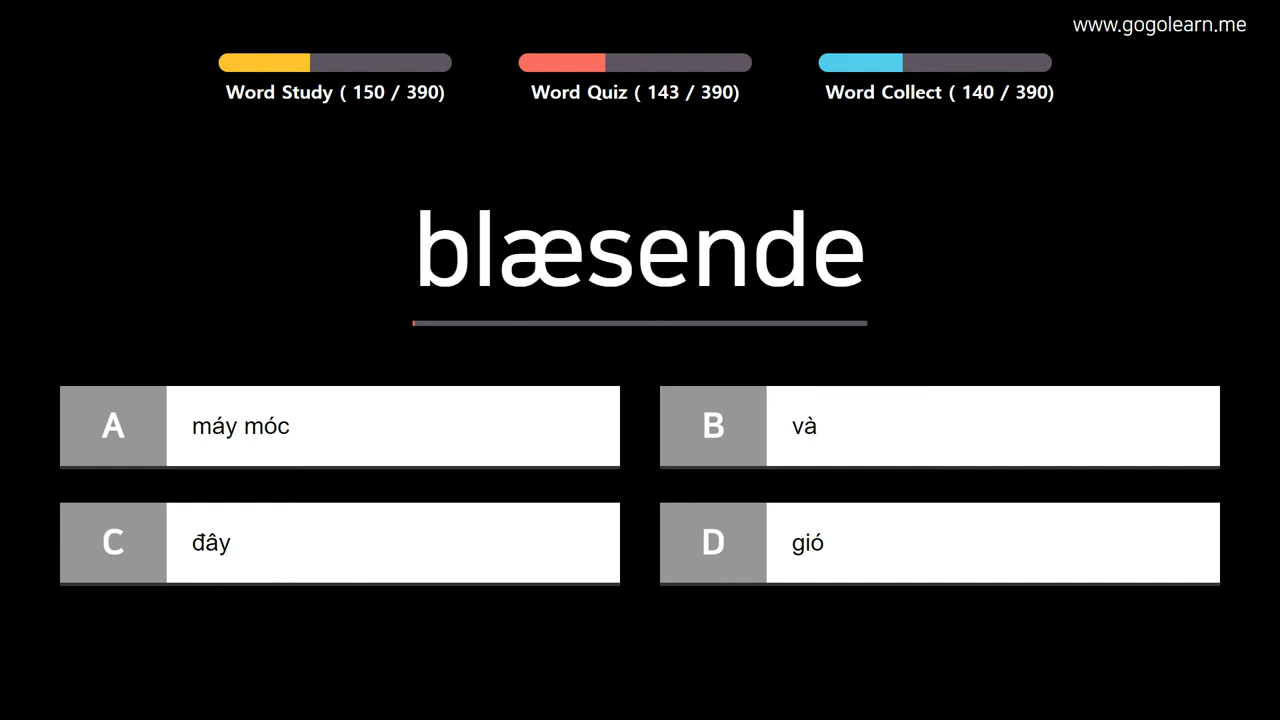 www.gogolearn.me
Word Study ( 150 / 390)
Word Quiz ( 143 / 390)
Word Collect ( 140 / 390)
blæsende
A máy móc
B và
C đây
D gió